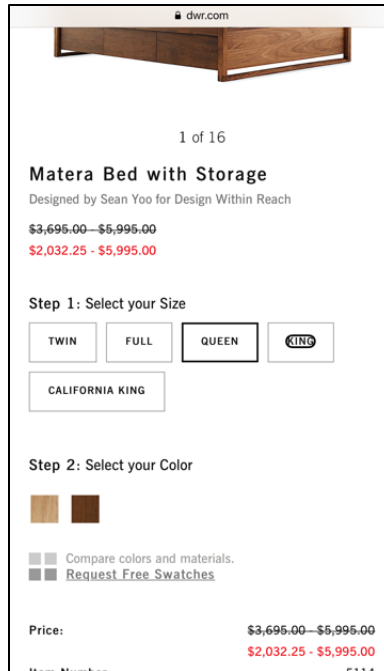 dwr.com
1 of 16
Matera Bed with Storage
Designed by Sean Yoo for Design Within Reach
$3,695.00 - $5,995.00
$2,032.25 - $5,995.00
Step 1: Select your Size
TWIN FULL QUEEN KING
CALIFORNIA KING
Step 2: Select your Color
Compare colors and materials.
Request Free Swatches
Price: $3,695.00 - $5,995.00
$2,032.25 - $5,995.00
Item Number 5114